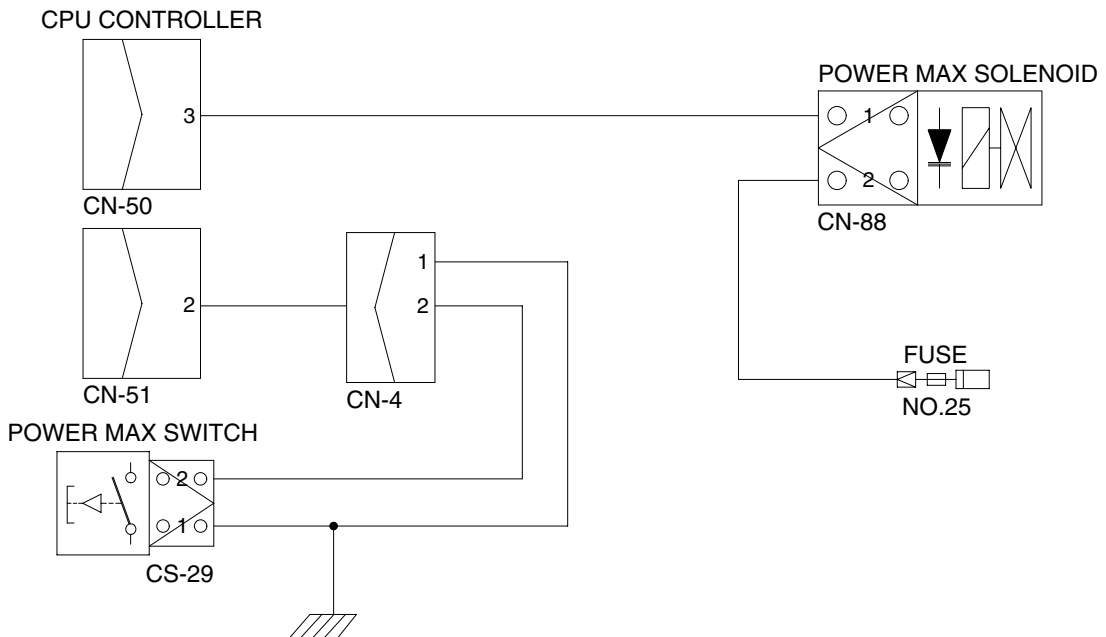 CPU CONTROLLER
3
CN-50
POWER MAX SOLENOID
1
2
CN-88
2
CN-51
1
2
CN-4
FUSE
NO.25
POWER MAX SWITCH
2
1
CS-29